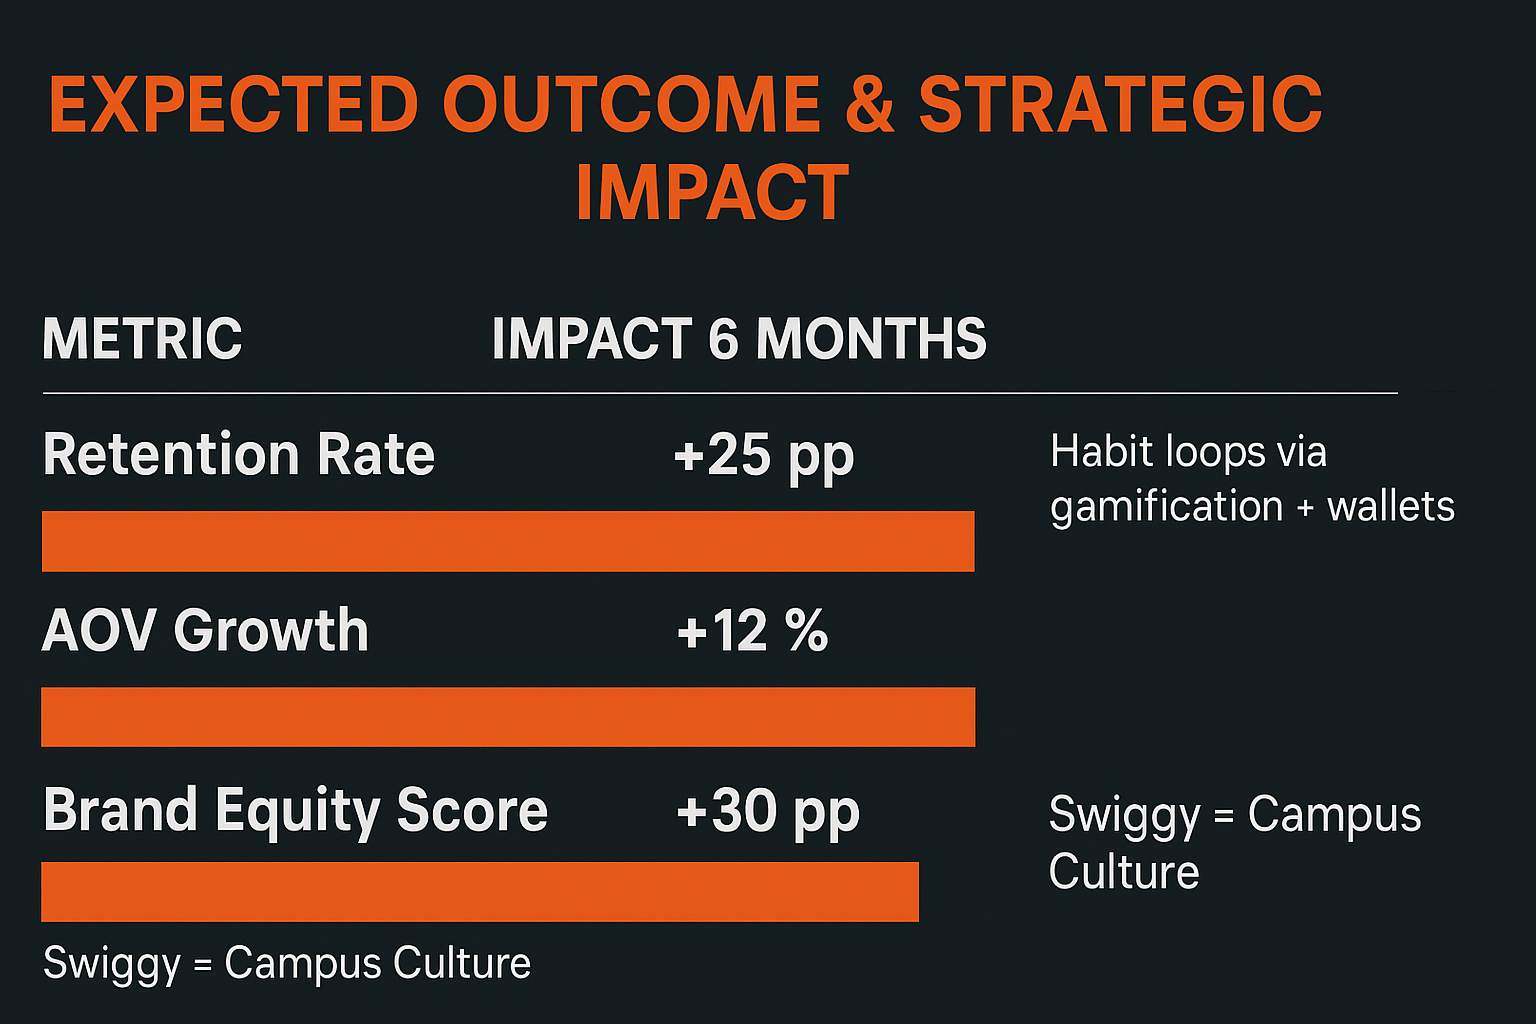 EXPECTED OUTCOME & STRATEGIC
IMPACT
METRIC IMPACT 6 MONTHS
Retention Rate +25 pp
Habit loops via
gamification + wallets
AOV Growth +12 %
Brand Equity Score +30 pp
Swiggy = Campus
Culture
Swiggy = Campus Culture